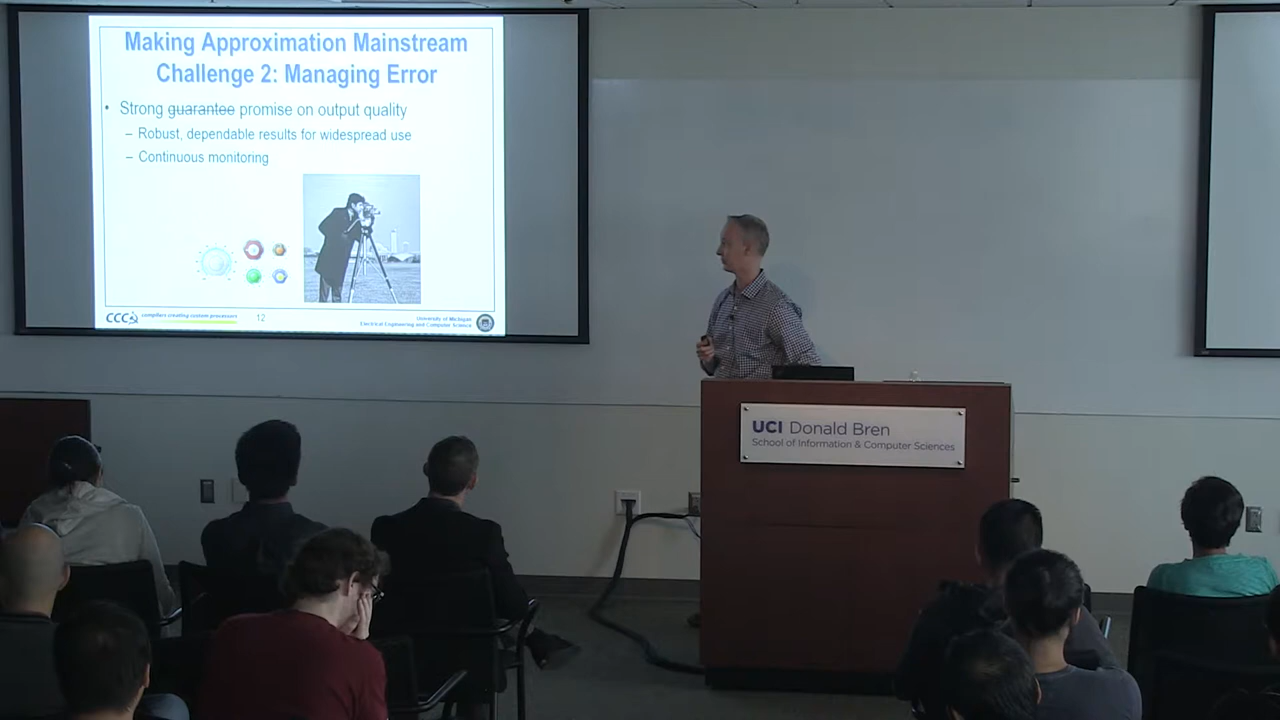 Making Approximation Mainstream
Challenge 2: Managing Error
• Strong guarantee promise on output quality
– Robust, dependable results for widespread use
– Continuous monitoring
CCC compilers creating custom processors
12
University of Michigan
Electrical Engineering and Computer Science
UCI Donald Bren
School of Information & Computer Sciences